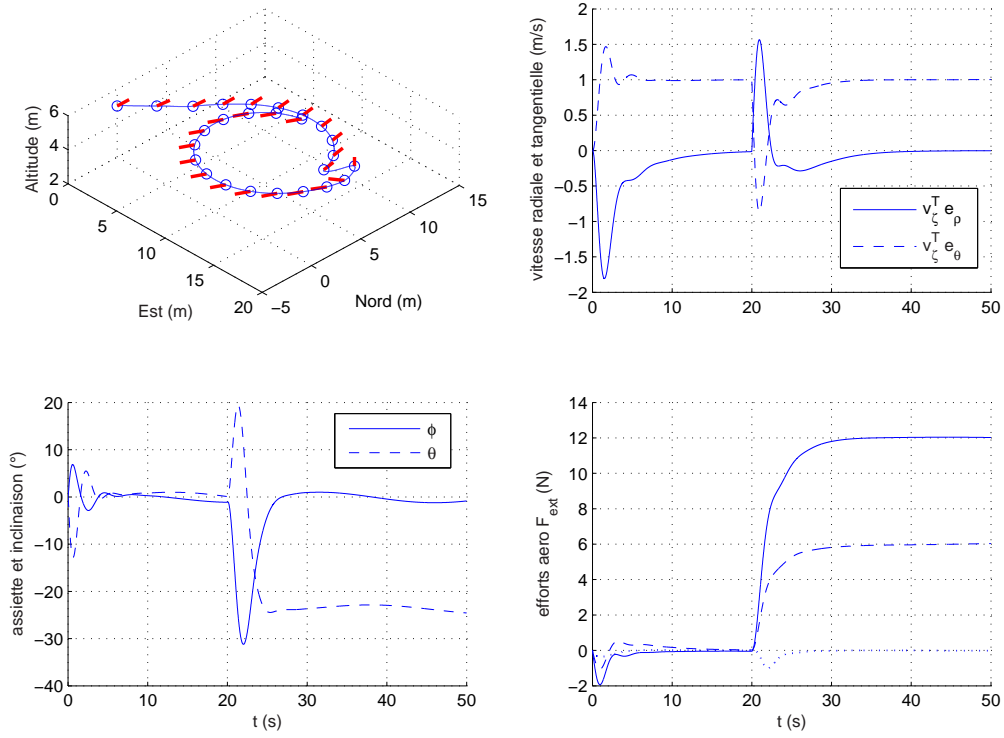 6
4
2
0
5
10
15
20
−5
0
5
10
15
Altitude (m)
Est (m)
Nord (m)
2
1.5
1
0.5
0
−0.5
−1
−1.5
−2
0 10 20 30 40 50
vitesse radiale et tangentielle (m/s)
v_ζ^T e_ρ
v_ζ^T e_θ
20
10
0
−10
−20
−30
−40
0 10 20 30 40 50
t (s)
assiette et inclinaison (°)
ϕ
θ
14
12
10
8
6
4
2
0
−2
0 10 20 30 40 50
t (s)
efforts aero F_ext (N)